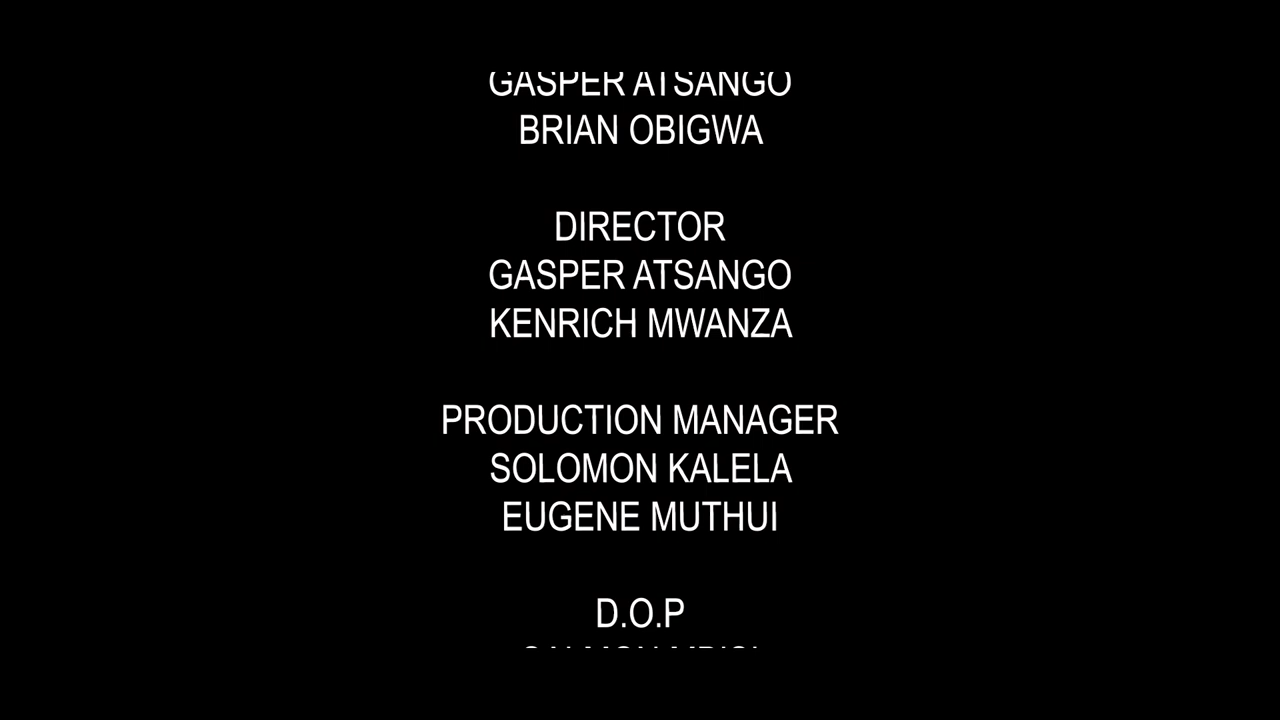 GASPER ATSANGO
BRIAN OBIGWA
DIRECTOR
GASPER ATSANGO
KENRICH MWANZA
PRODUCTION MANAGER
SOLOMON KALELA
EUGENE MUTHUI
D.O.P